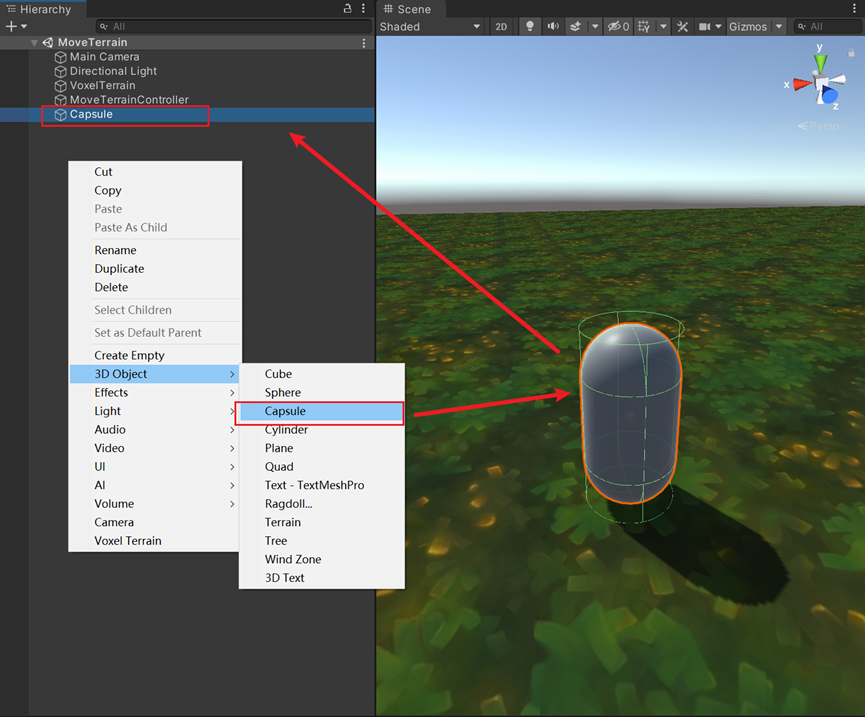 Hierarchy
All
MoveTerrain
Main Camera
Directional Light
VoxelTerrain
MoveTerrainController
Capsule
Cut
Copy
Paste
Paste As Child
Rename
Duplicate
Delete
Select Children
Set as Default Parent
Create Empty
3D Object
Effects
Light
Audio
Video
UI
AI
Volume
Camera
Voxel Terrain
Cube
Sphere
Capsule
Cylinder
Plane
Quad
Text - TextMeshPro
Ragdoll...
Terrain
Tree
Wind Zone
3D Text
Scene
Shaded
2D
0
Gizmos
All
y
x
z
Persp